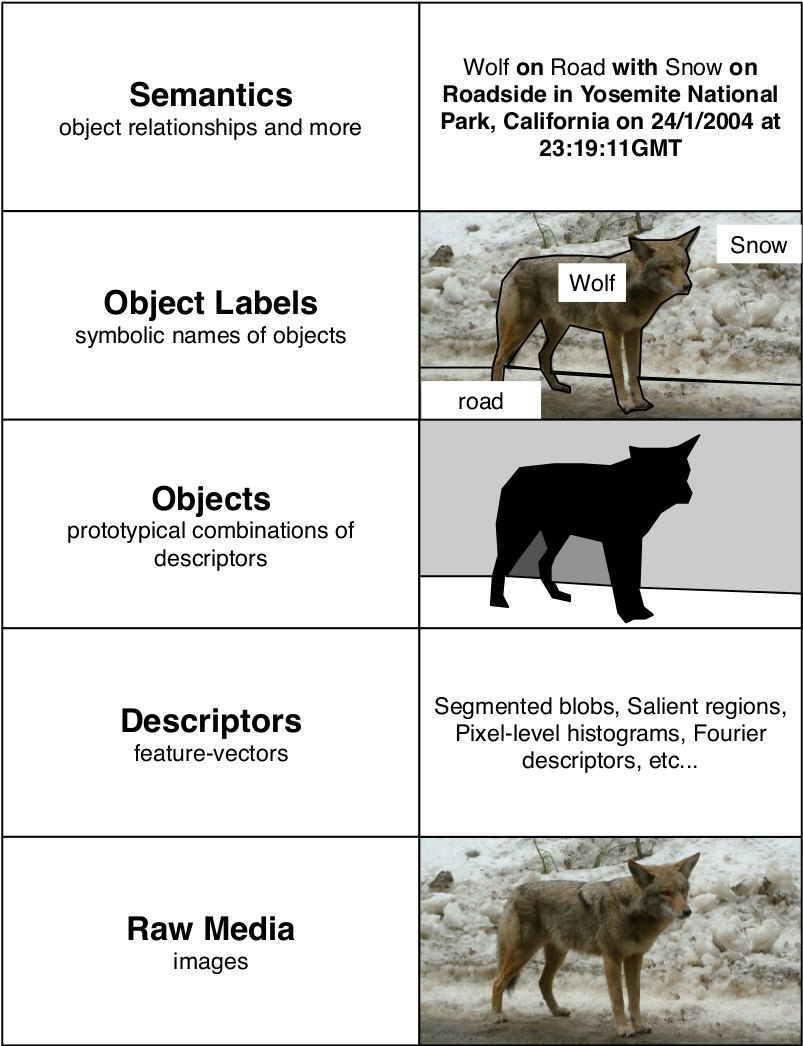 Semantics
object relationships and more
Wolf on Road with Snow on
Roadside in Yosemite National
Park, California on 24/1/2004 at
23:19:11GMT
Object Labels
symbolic names of objects
Snow
Wolf
road
Objects
prototypical combinations of
descriptors
Descriptors
feature-vectors
Segmented blobs, Salient regions,
Pixel-level histograms, Fourier
descriptors, etc...
Raw Media
images